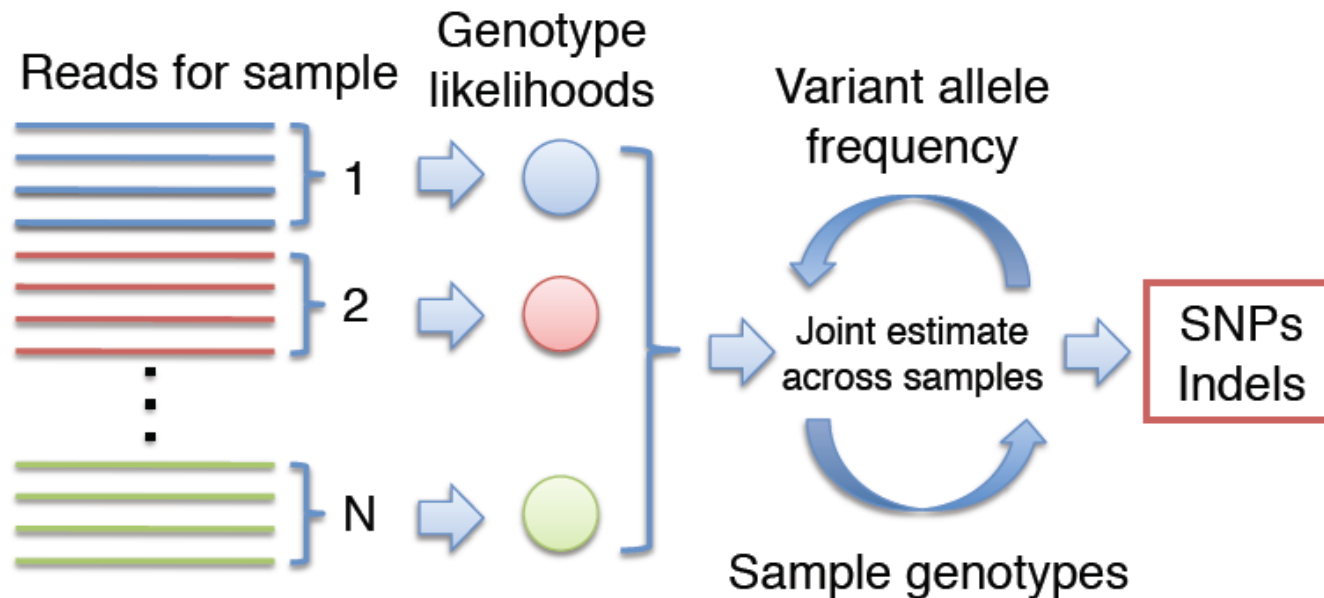 Reads for sample
Genotype
likelihoods
Variant allele
frequency
1
2
N
Joint estimate
across samples
SNPs
Indels
Sample genotypes